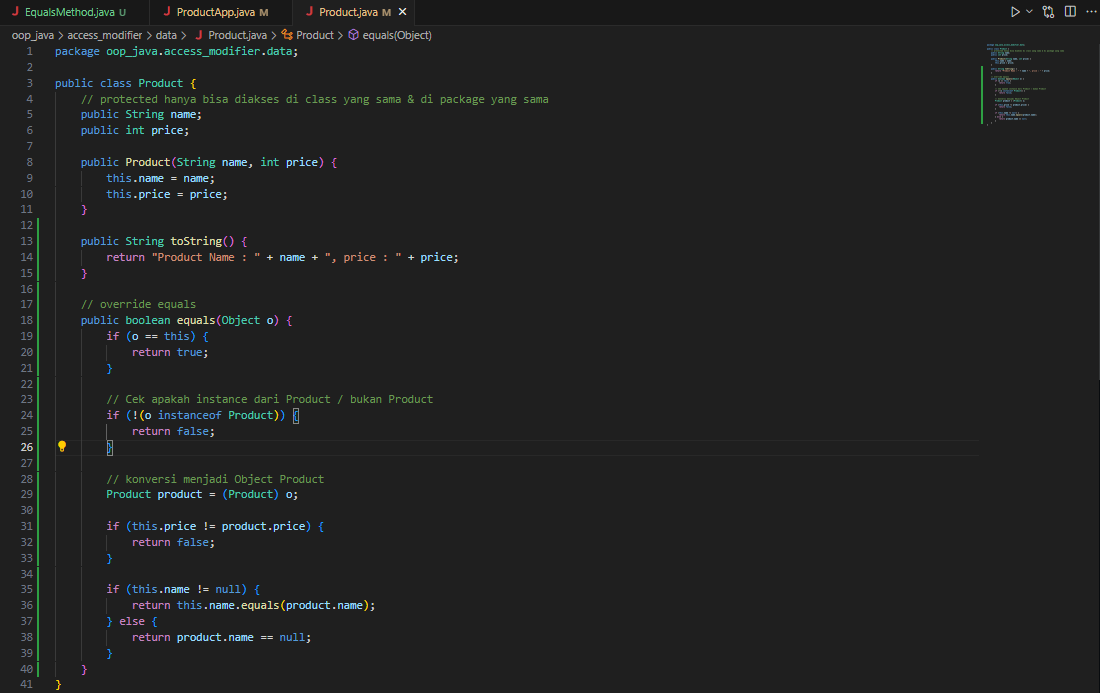 EqualsMethod.java U
ProductApp.java M
Product.java M
oop_java > access_modifier > data > Product.java > Product > equals(Object)
1 package oop_java.access_modifier.data;
2
3 public class Product {
4 // protected hanya bisa diakses di class yang sama & di package yang sama
5 public String name;
6 public int price;
7
8 public Product(String name, int price) {
9 this.name = name;
10 this.price = price;
11 }
12
13 public String toString() {
14 return "Product Name : " + name + ", price : " + price;
15 }
16
17 // override equals
18 public boolean equals(Object o) {
19 if (o == this) {
20 return true;
21 }
22
23 // Cek apakah instance dari Product / bukan Product
24 if (!(o instanceof Product)) {
25 return false;
26 }
27
28 // konversi menjadi Object Product
29 Product product = (Product) o;
30
31 if (this.price != product.price) {
32 return false;
33 }
34
35 if (this.name != null) {
36 return this.name.equals(product.name);
37 } else {
38 return product.name == null;
39 }
40 }
41 }